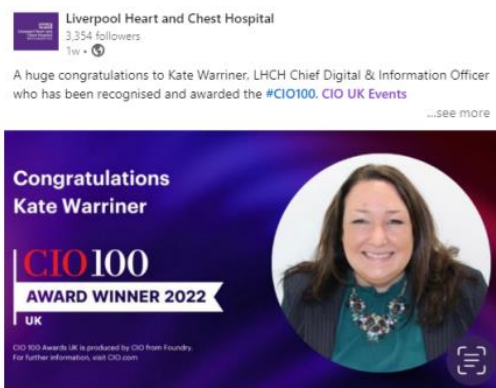 Liverpool Heart and Chest Hospital
3,354 followers
1w •
A huge congratulations to Kate Warriner, LHCH Chief Digital & Information Officer
who has been recognised and awarded the #CIO100. CIO UK Events
...see more
Congratulations
Kate Warriner
CIO 100
AWARD WINNER 2022
UK
CIO 100 Awards UK is produced by CIO from Foundry.
For further information, visit CIO.com